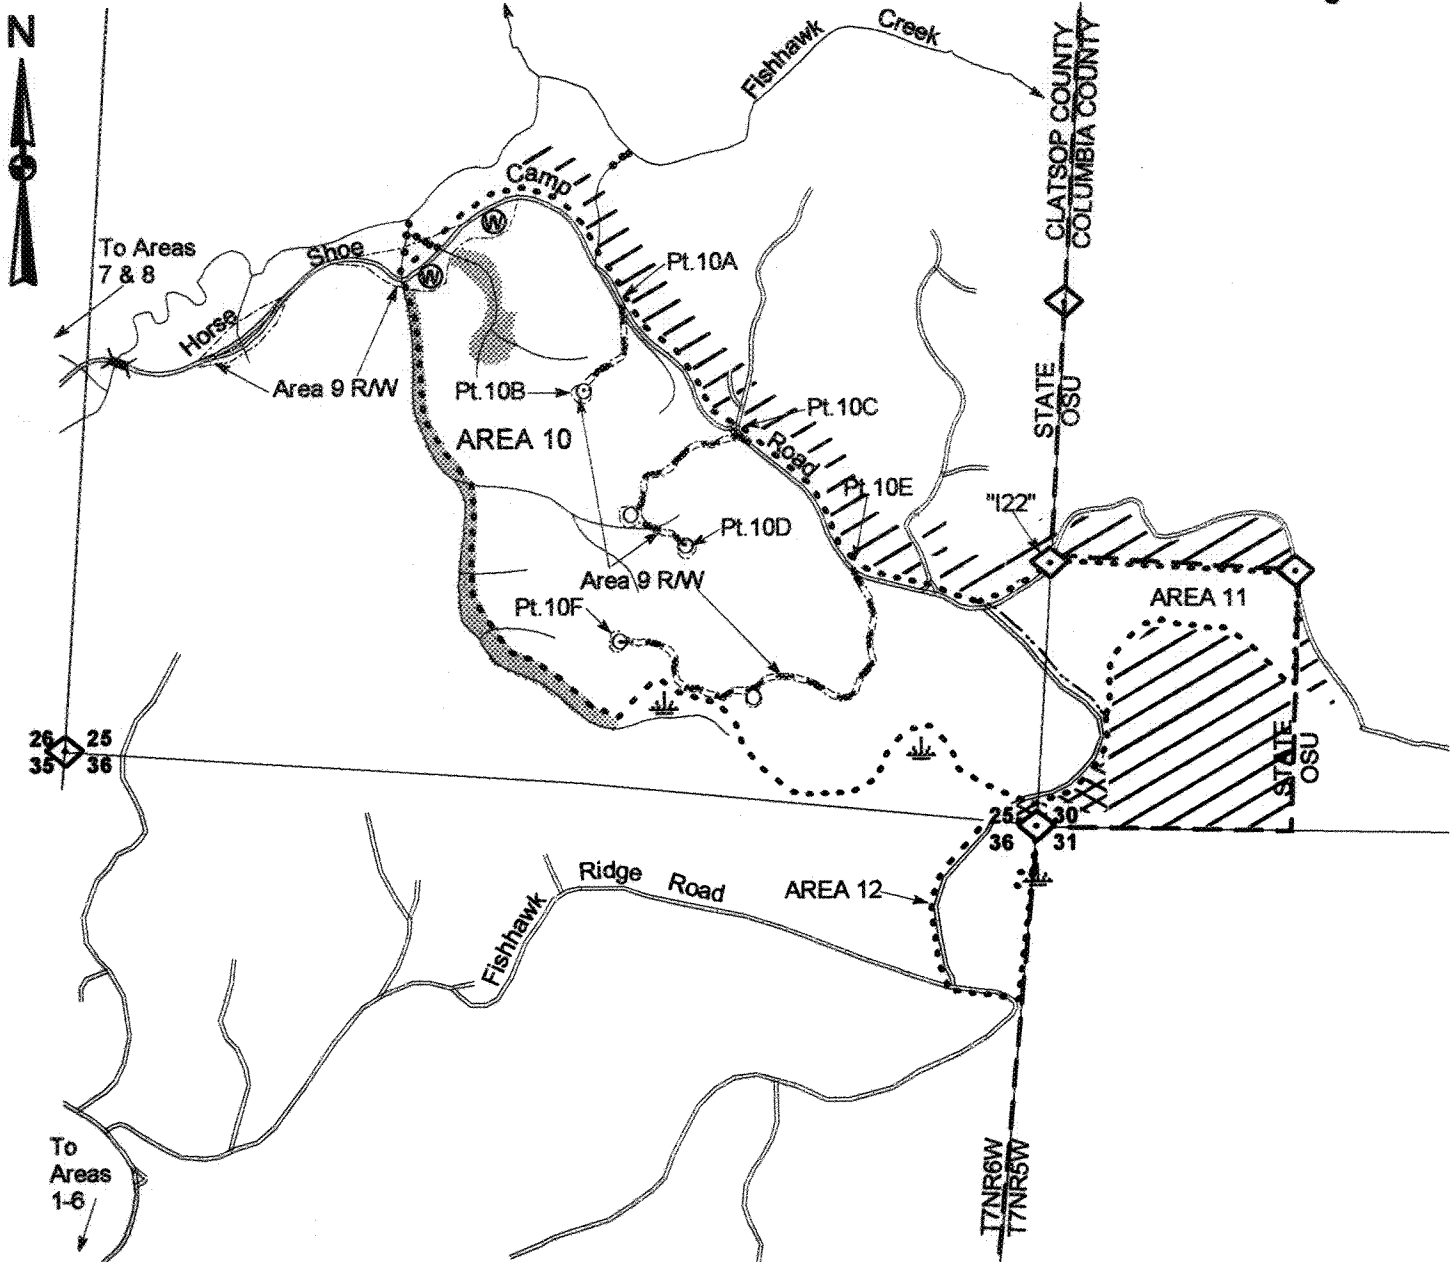 N
Fishhawk
Creek
CLATSOP COUNTY
COLUMBIA COUNTY
Camp
W
Shoe
W
To Areas
7 & 8
Pt.10A
Horse
Area 9 R/W
Pt.10B
STATE
OSU
Pt.10C
AREA 10
Road
Pt.10E
"I22"
Pt.10D
Area 9 R/W
AREA 11
Pt.10F
26 25
35 36
STATE
OSU
25 30
36 31
Ridge
Road
AREA 12
Fishhawk
To
Areas
1-6
T7NR6W
T7NR5W